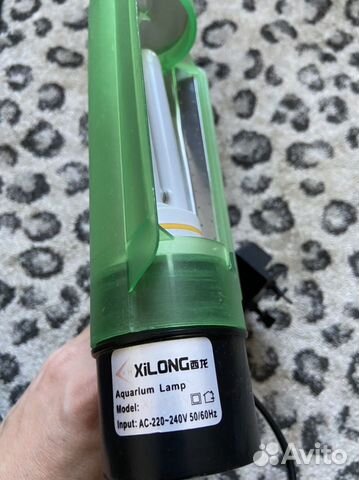 XiLONG西龙
Aquarium Lamp
Model:
Input: AC-220~240V 50/60Hz
Avito